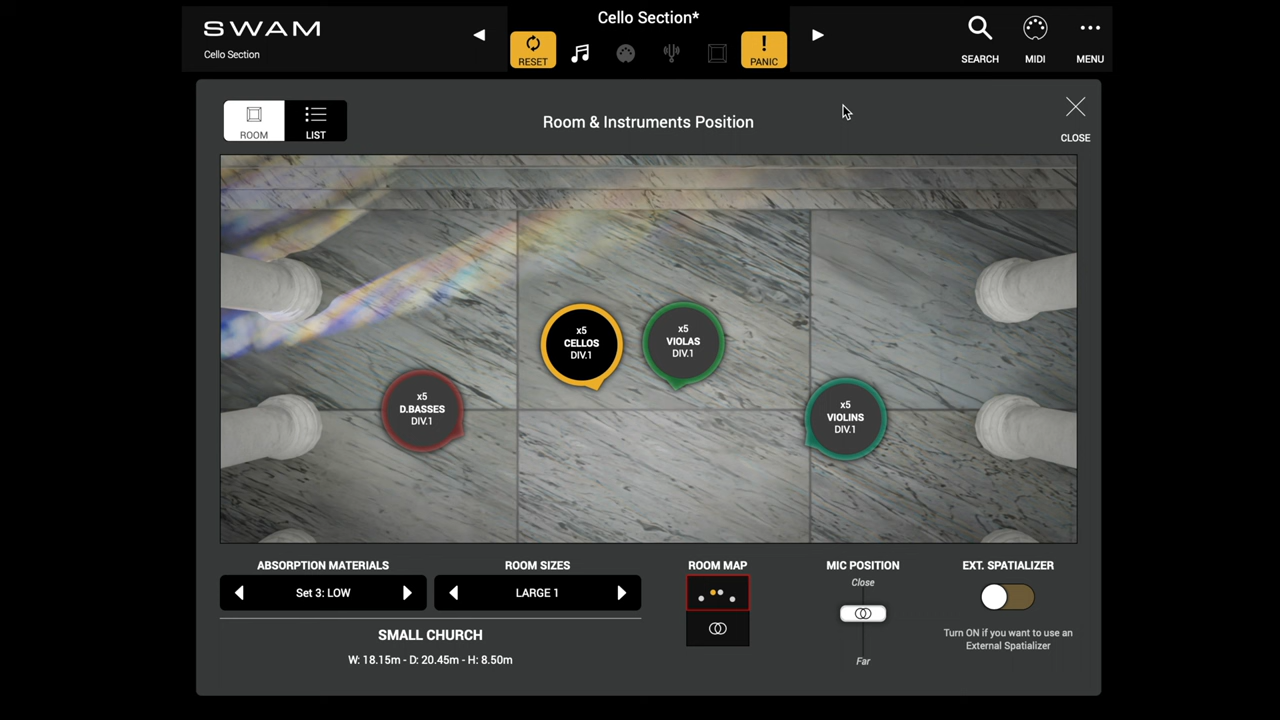 SWAM
Cello Section
Cello Section*
RESET
!
PANIC
SEARCH
MIDI
MENU
ROOM
LIST
Room & Instruments Position
CLOSE
x5
CELLOS
DIV.1
x5
VIOLAS
DIV.1
x5
D.BASSES
DIV.1
x5
VIOLINS
DIV.1
ABSORPTION MATERIALS
Set 3: LOW
ROOM SIZES
LARGE 1
SMALL CHURCH
W: 18.15m - D: 20.45m - H: 8.50m
ROOM MAP
MIC POSITION
Close
Far
EXT. SPATIALIZER
Turn ON if you want to use an
External Spatializer